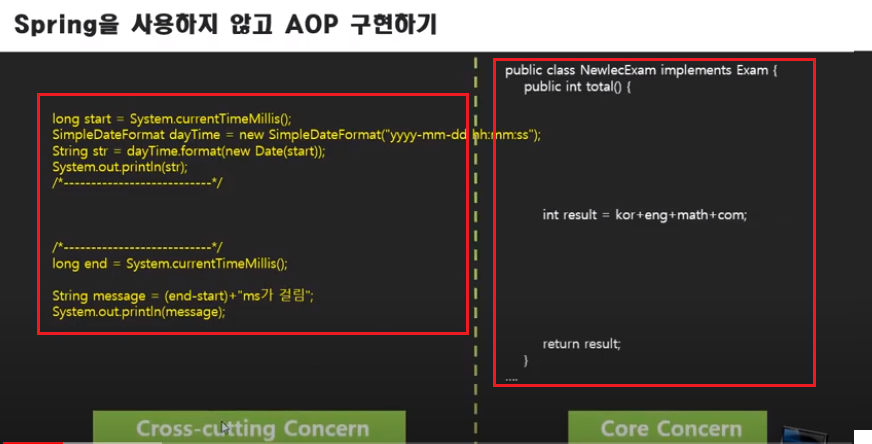 Spring을 사용하지 않고 AOP 구현하기
long start = System.currentTimeMillis();
SimpleDateFormat dayTime = new SimpleDateFormat("yyyy-mm-dd hh:mm:ss");
String str = dayTime.format(new Date(start));
System.out.println(str);
/*---------------------------*/
/*---------------------------*/
long end = System.currentTimeMillis();
String message = (end-start)+"ms가 걸림";
System.out.println(message);
Cross-cutting Concern
public class NewlecExam implements Exam {
public int total() {
int result = kor+eng+math+com;
return result;
}
....
Core Concern